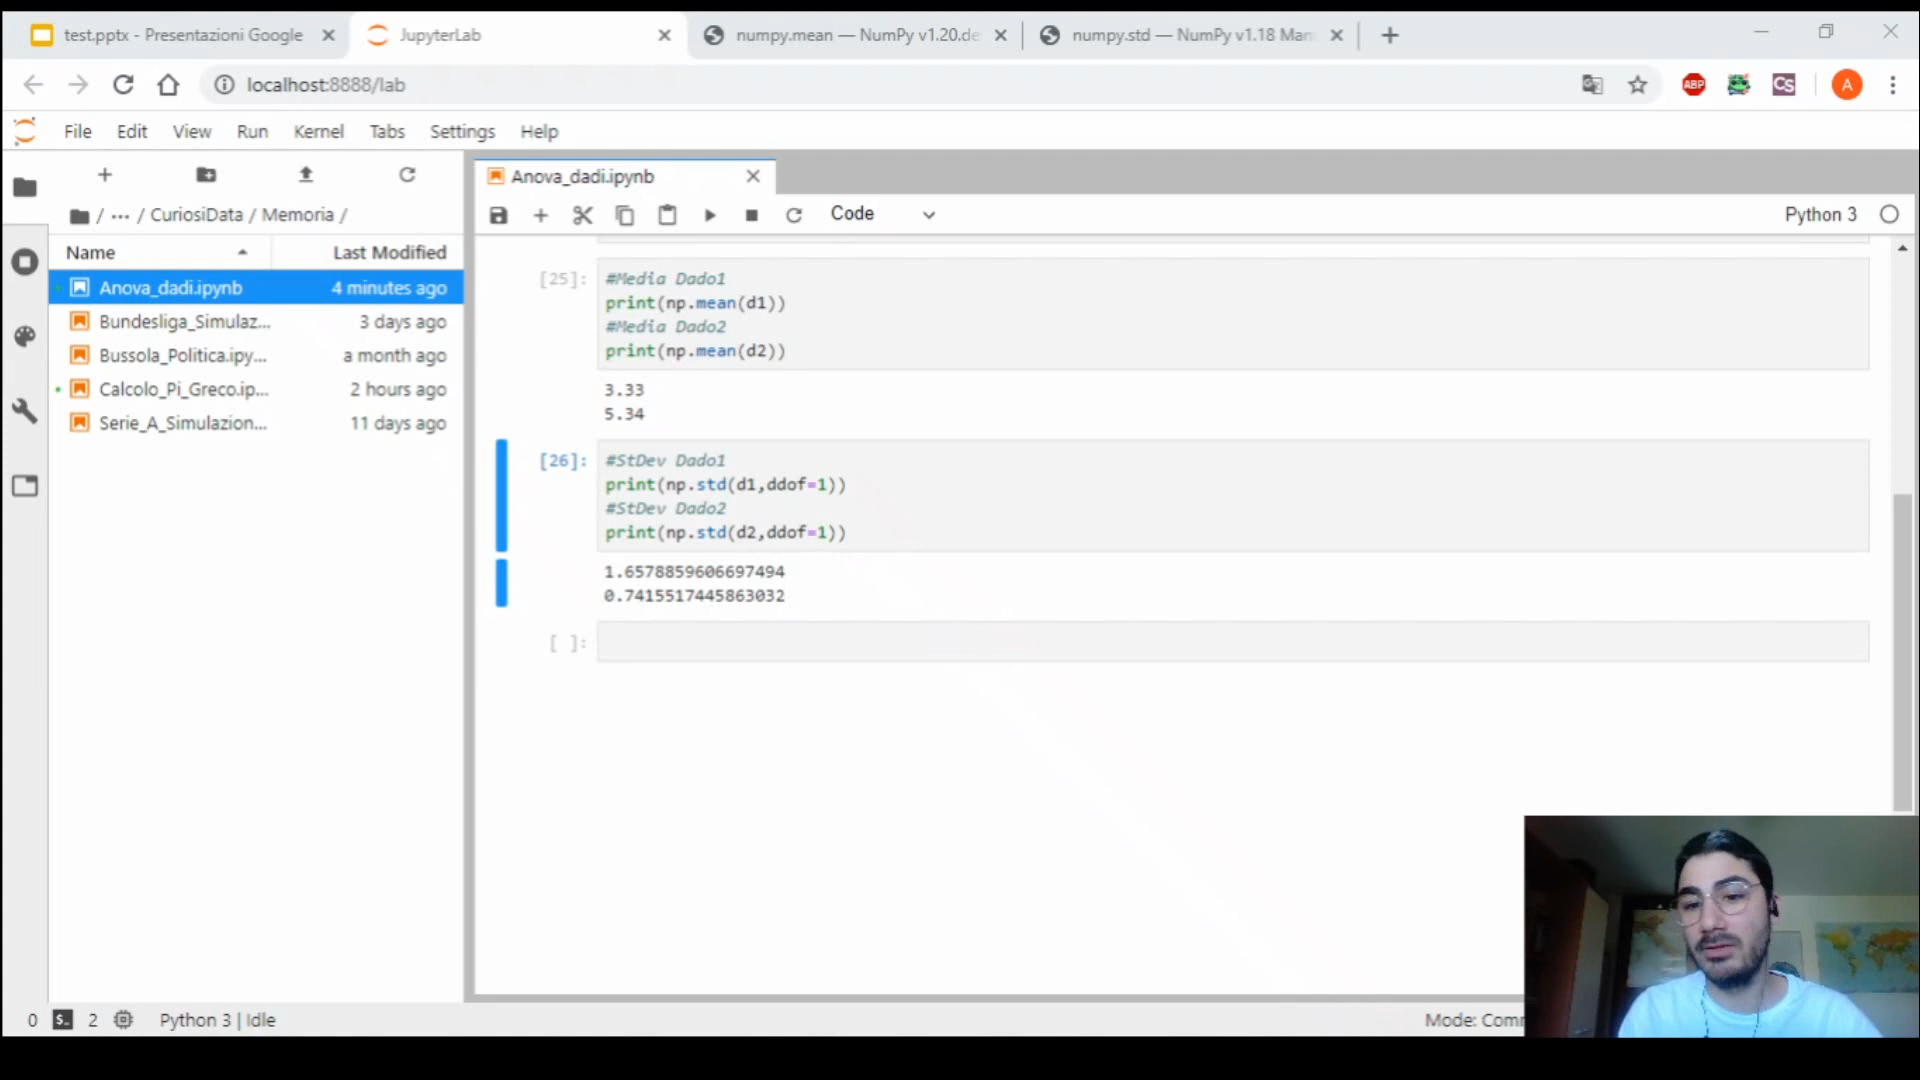 test.pptx - Presentazioni Google
JupyterLab
numpy.mean — NumPy v1.20.de
numpy.std — NumPy v1.18 Man
localhost:8888/lab
ABP
CS
A
File Edit View Run Kernel Tabs Settings Help
Anova_dadi.ipynb
/ ··· / CuriosiData / Memoria /
Code
Python 3
Name Last Modified
Anova_dadi.ipynb 4 minutes ago
Bundesliga_Simulaz... 3 days ago
Bussola_Politica.ipy... a month ago
Calcolo_Pi_Greco.ip... 2 hours ago
Serie_A_Simulazion... 11 days ago
[25]: #Media Dado1
print(np.mean(d1))
#Media Dado2
print(np.mean(d2))
3.33
5.34
[26]: #StDev Dado1
print(np.std(d1,ddof=1))
#StDev Dado2
print(np.std(d2,ddof=1))
1.6578859606697494
0.7415517445863032
[ ]:
0 2 Python 3 | Idle
Mode: Comm